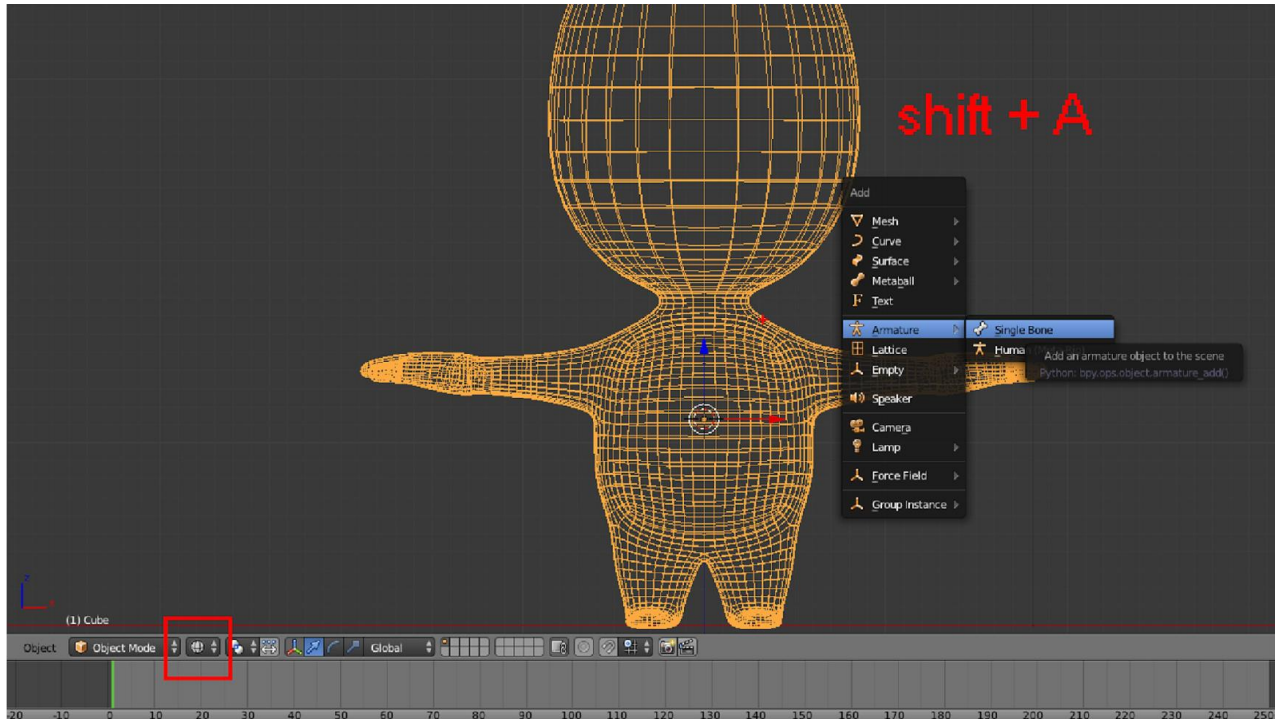 shift + A
Add
Mesh
Curve
Surface
Metaball
Text
Armature
Single Bone
Lattice
Huma
Add an armature object to the scene
Python: bpy.ops.object.armature_add()
Empty
Speaker
Camera
Lamp
Force Field
Group Instance
z
x
(1) Cube
Object
Object Mode
Global
-20 -10 0 10 20 30 40 50 60 70 80 90 100 110 120 130 140 150 160 170 180 190 200 210 220 230 240 250